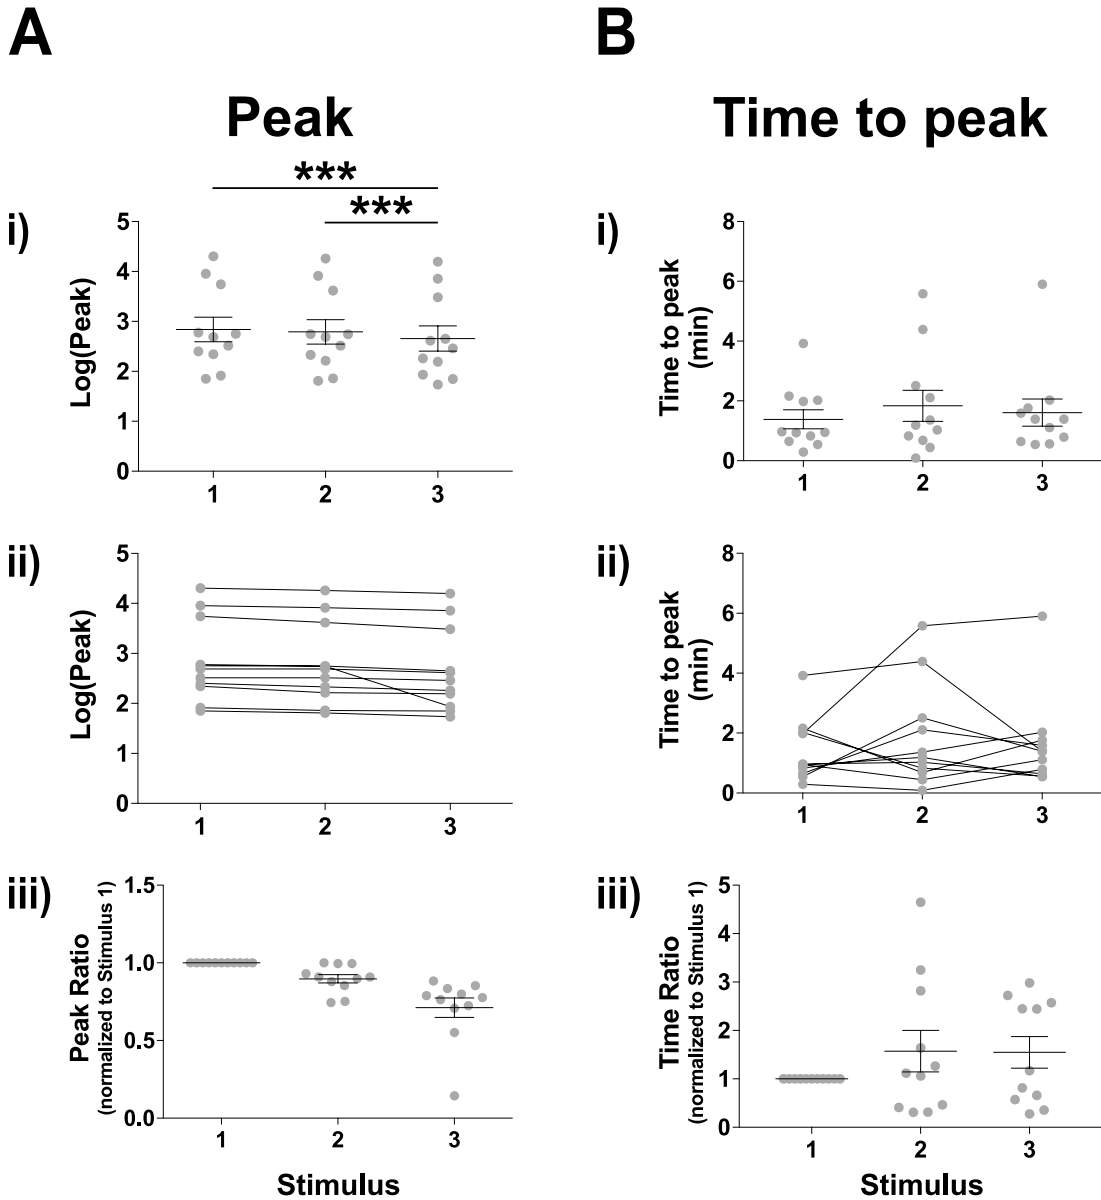 A
Peak
***
***
i)
Log(Peak)
5
4
3
2
1
0
1 2 3
ii)
Log(Peak)
5
4
3
2
1
0
1 2 3
iii)
Peak Ratio
(normalized to Stimulus 1)
1.5
1.0
0.5
0.0
1 2 3
Stimulus
B
Time to peak
i)
Time to peak
(min)
8
6
4
2
0
1 2 3
ii)
Time to peak
(min)
8
6
4
2
0
1 2 3
iii)
Time Ratio
(normalized to Stimulus 1)
5
4
3
2
1
0
1 2 3
Stimulus